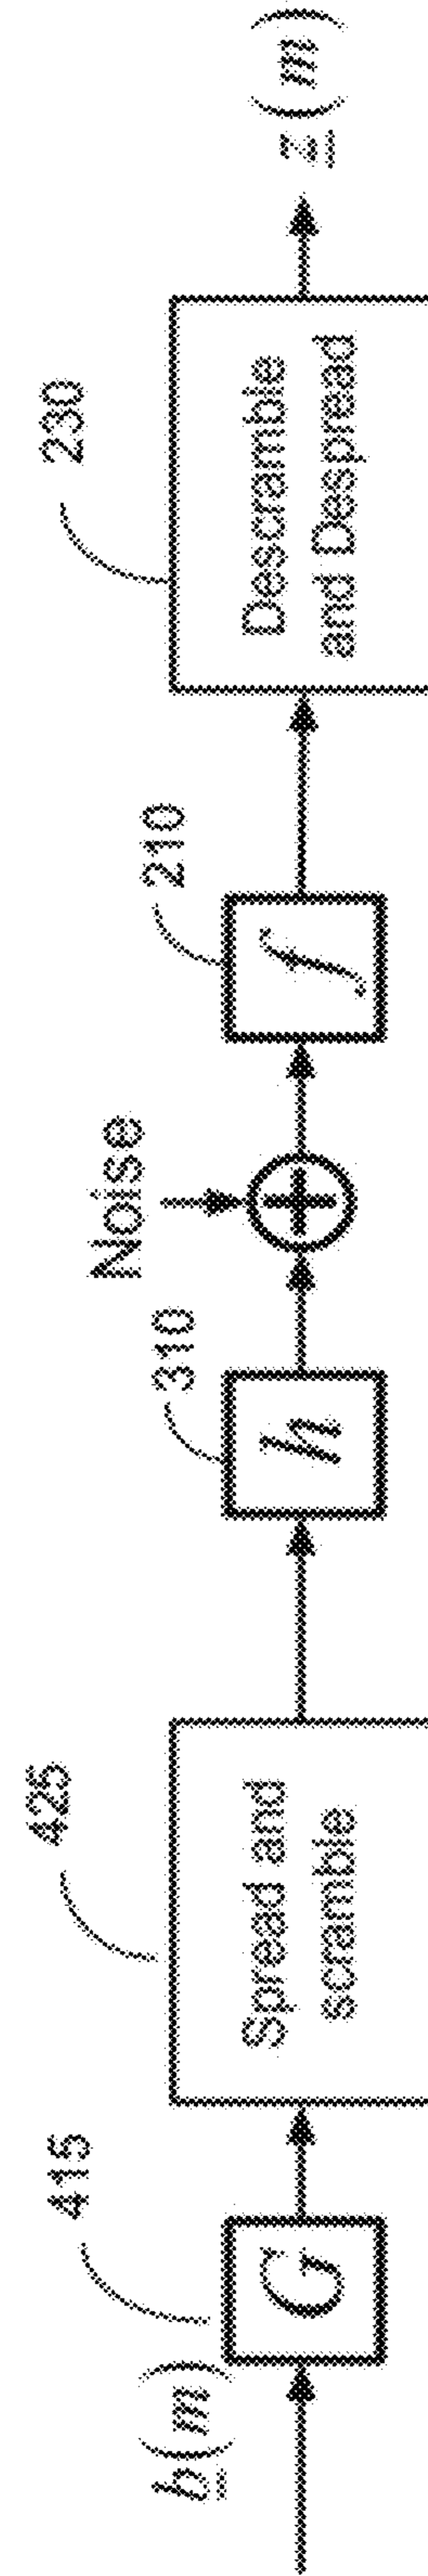 b(m)
415
G
425
Spread and
scramble
310
h
Noise
210
f
230
Descramble
and Despread
z(m)